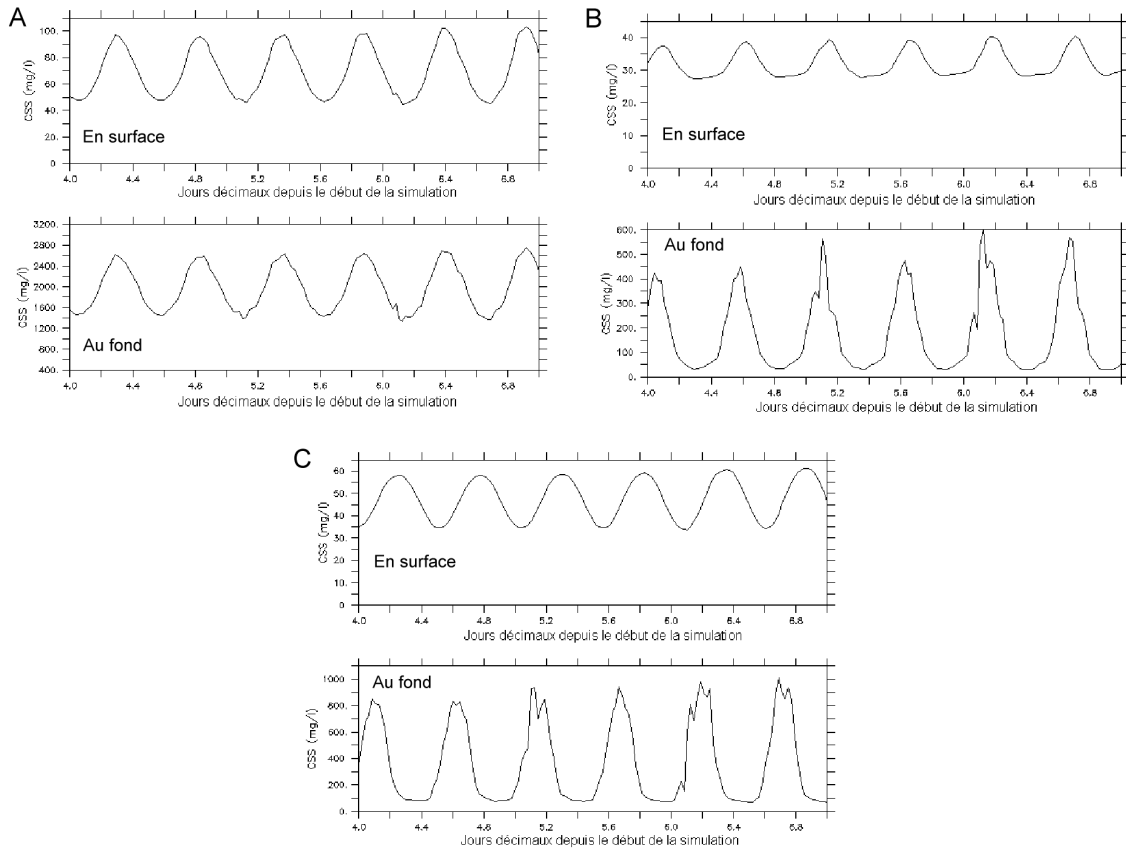 A
CSS (mg/l)
100.
80.
60.
40.
20.
0
En surface
4.0 4.4 4.8 5.2 5.6 6.0 6.8
Jours décimaux depuis le début de la simulation
CSS (mg/l)
3200
2800
2400
2000
1600
1200
800.
400.
Au fond
4.0 4.4 4.8 5.2 5.6 6.0 6.8
Jours décimaux depuis le début de la simulation
B
CSS (mg/l)
40
30
20
10
0
En surface
4.0 4.4 4.8 5.2 5.6 6.0 6.4 6.8
Jours décimaux depuis le début de la simulation
Au fond
CSS (mg/l)
600.
500.
400.
300.
200.
100
0.
4.0 4.4 4.8 5.2 5.6 6.0 6.4 6.8
Jours décimaux depuis le début de la simulation
C
CSS (mg/l)
60
50
40
30
20
10
0
En surface
4.0 4.4 4.8 5.2 5.6 6.0 6.4 6.8
Jours décimaux depuis le début de la simulation
Au fond
CSS (mg/l)
1000
800.
600.
400.
200.
0.
4.0 4.4 4.8 5.2 5.6 6.0 6.4 6.8
Jours décimaux depuis le début de la simulation